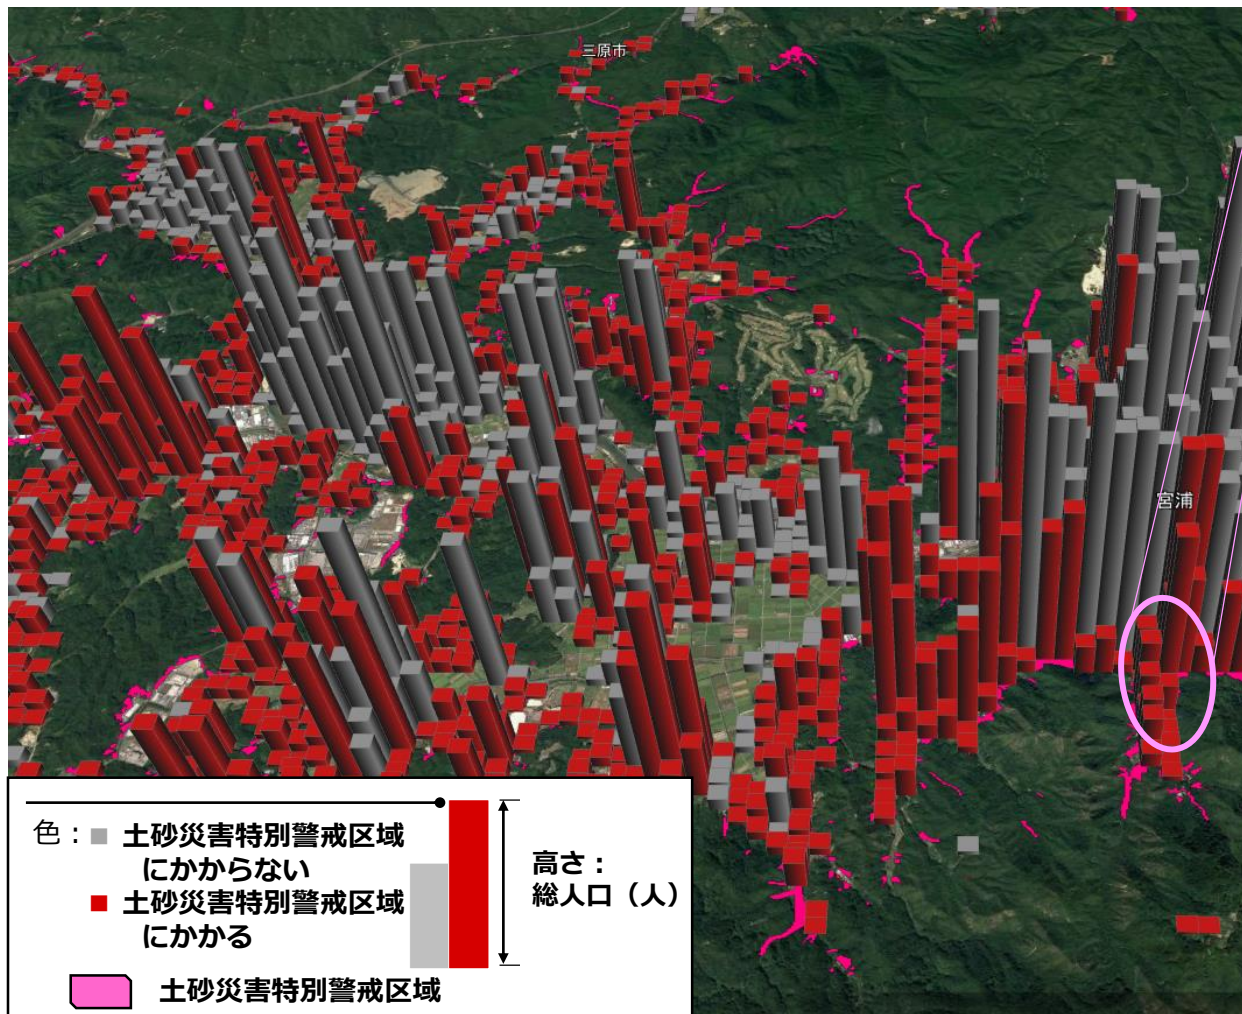 三原市
宮浦
色：■ 土砂災害特別警戒区域
にかからない
■ 土砂災害特別警戒区域
にかかる
高さ：
総人口（人）
土砂災害特別警戒区域